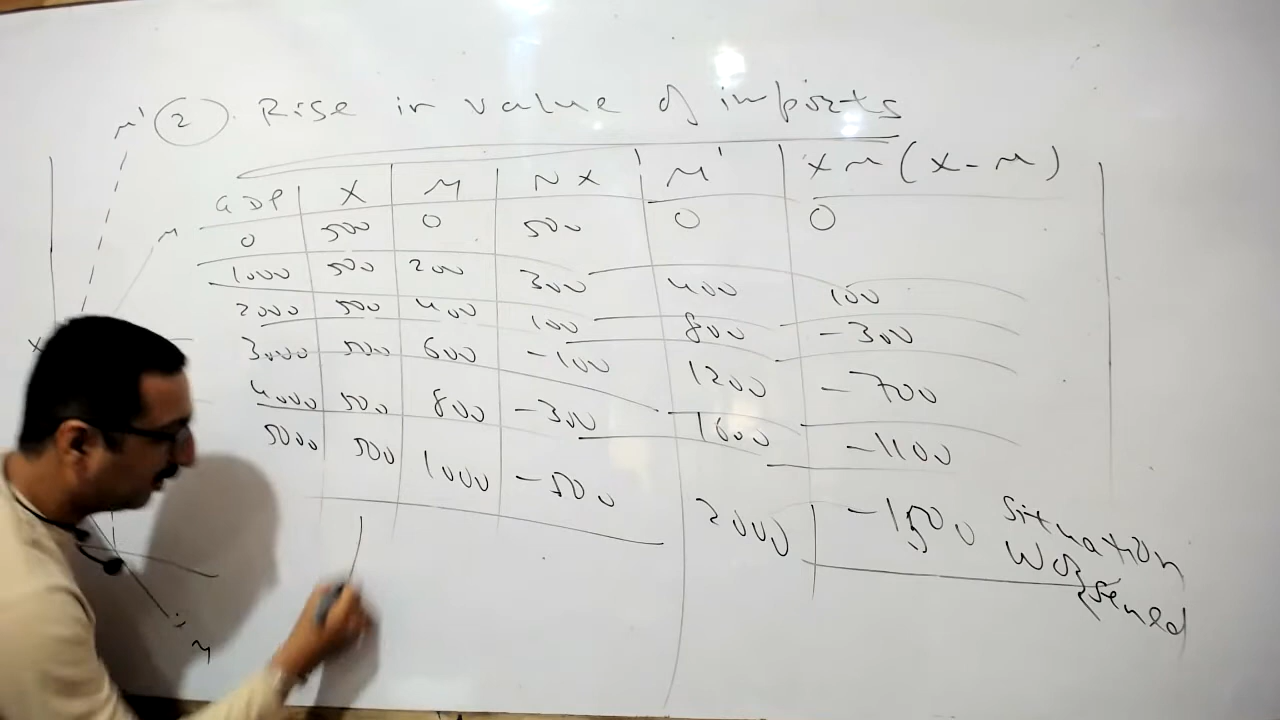 ② Rise in value of imports
M'
M
X
GDP X M NX M' XM (X-M)
0 500 0 500 0 0
1000 500 200 300 400 100
2000 500 400 100 800 -300
3000 500 600 -100 1200 -700
4000 500 800 -300 1600 -1100
5000 500 1000 -500 2000 -1500
Situation
Worsened